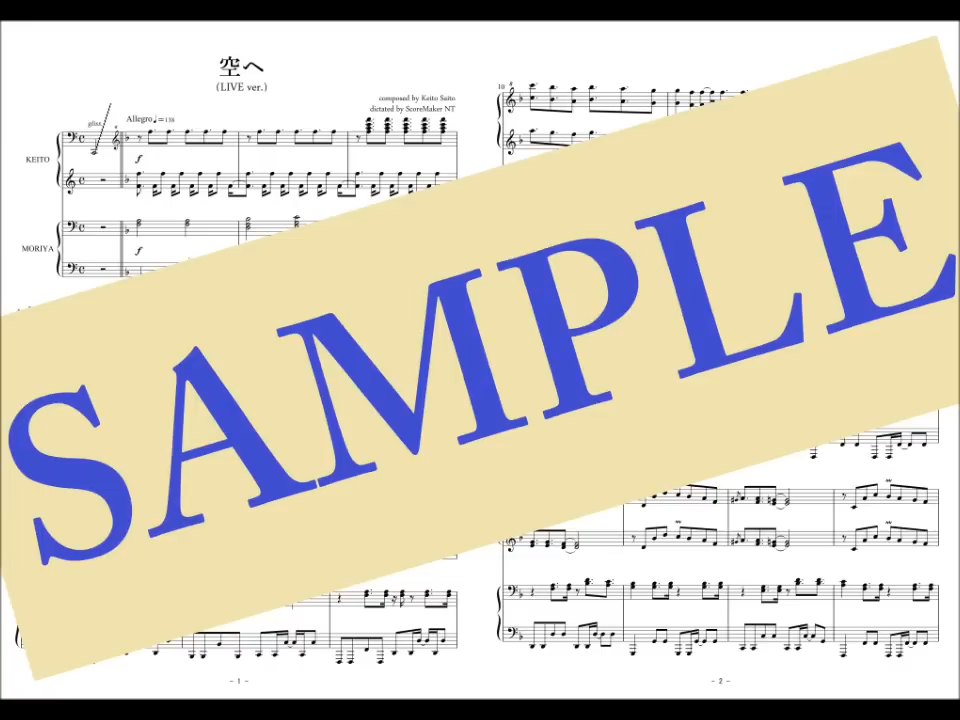 空へ
(LIVE ver.)
composed by Keito Saito
dictated by ScoreMaker NT
gliss.
Allegro ♩=138
KEITO
f
MORIYA
f
10
SAMPLE
- 1 -
- 2 -